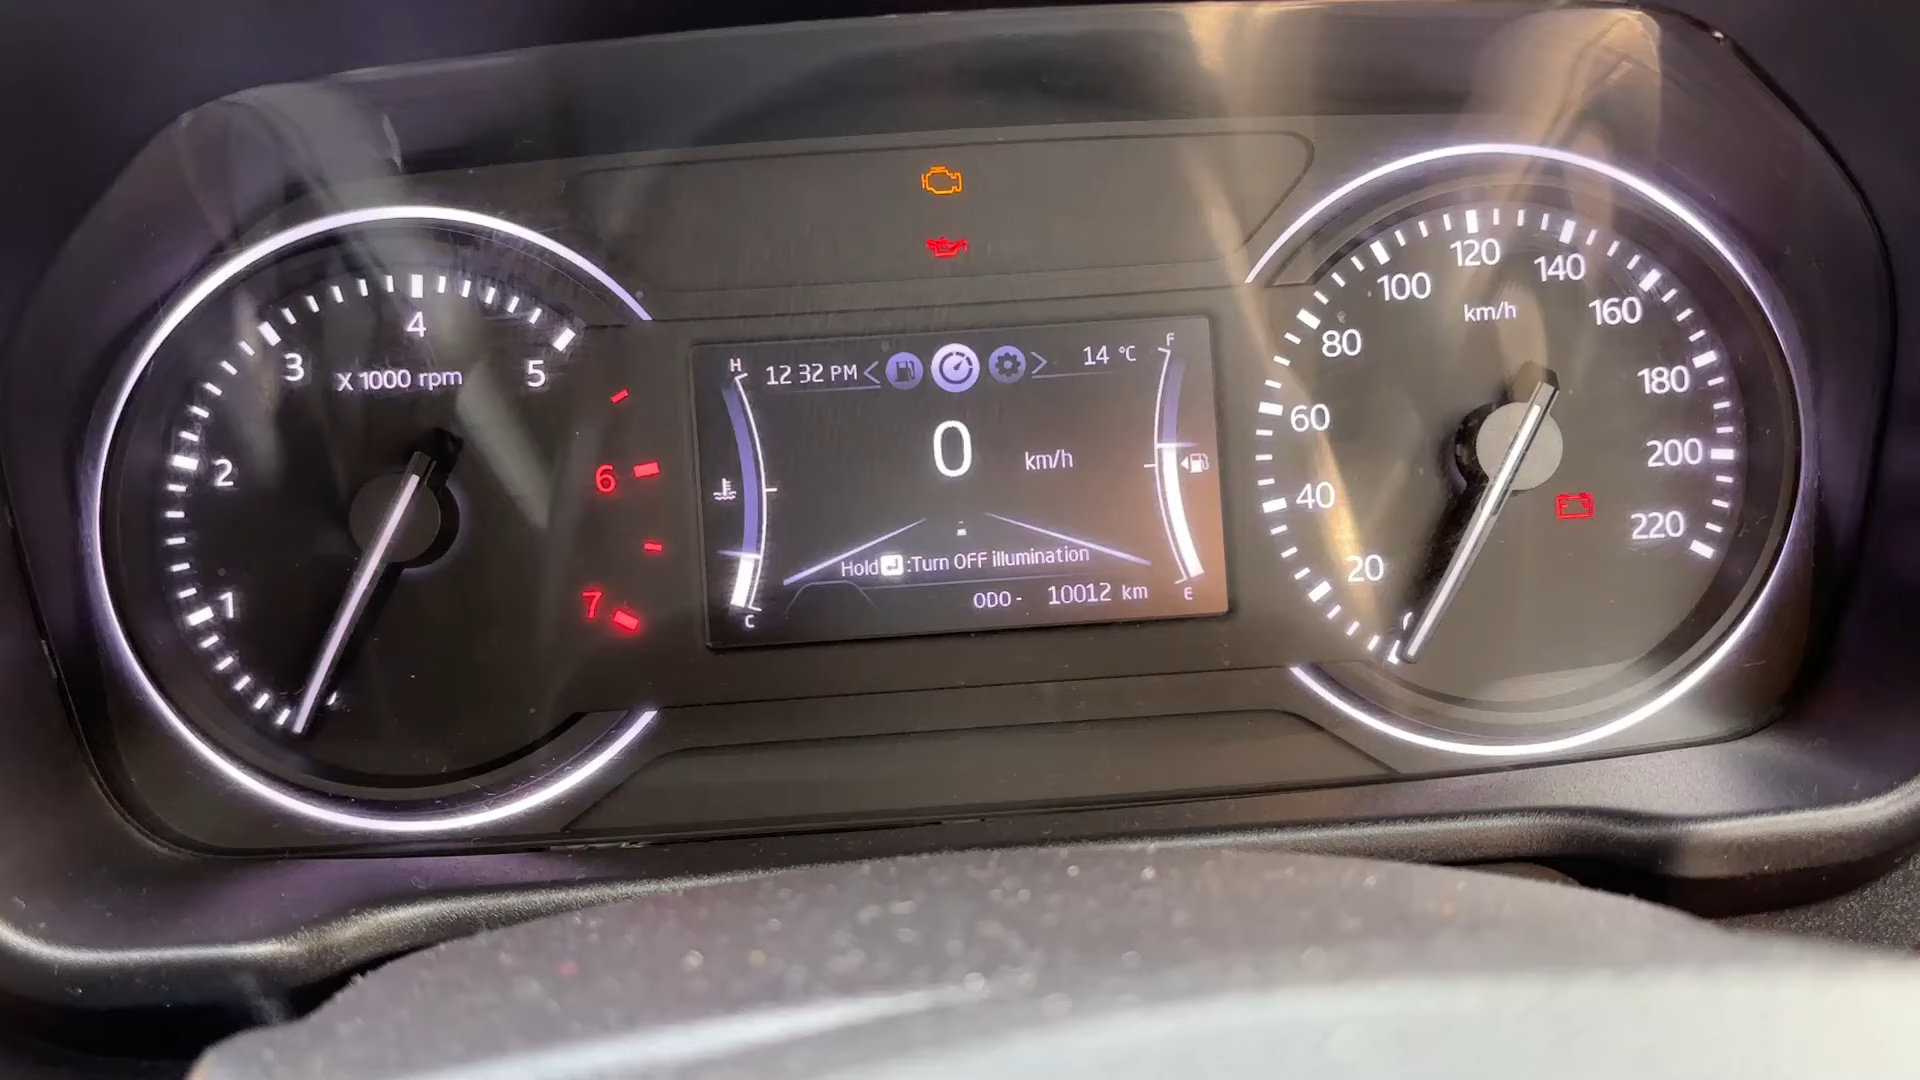 1
2
3
4
5
6
7
X 1000 rpm
H
C
12 32 PM
14 °C
0 km/h
Hold :Turn OFF illumination
ODO - 10012 km
F
E
20
40
60
80
100
120
140
160
180
200
220
km/h